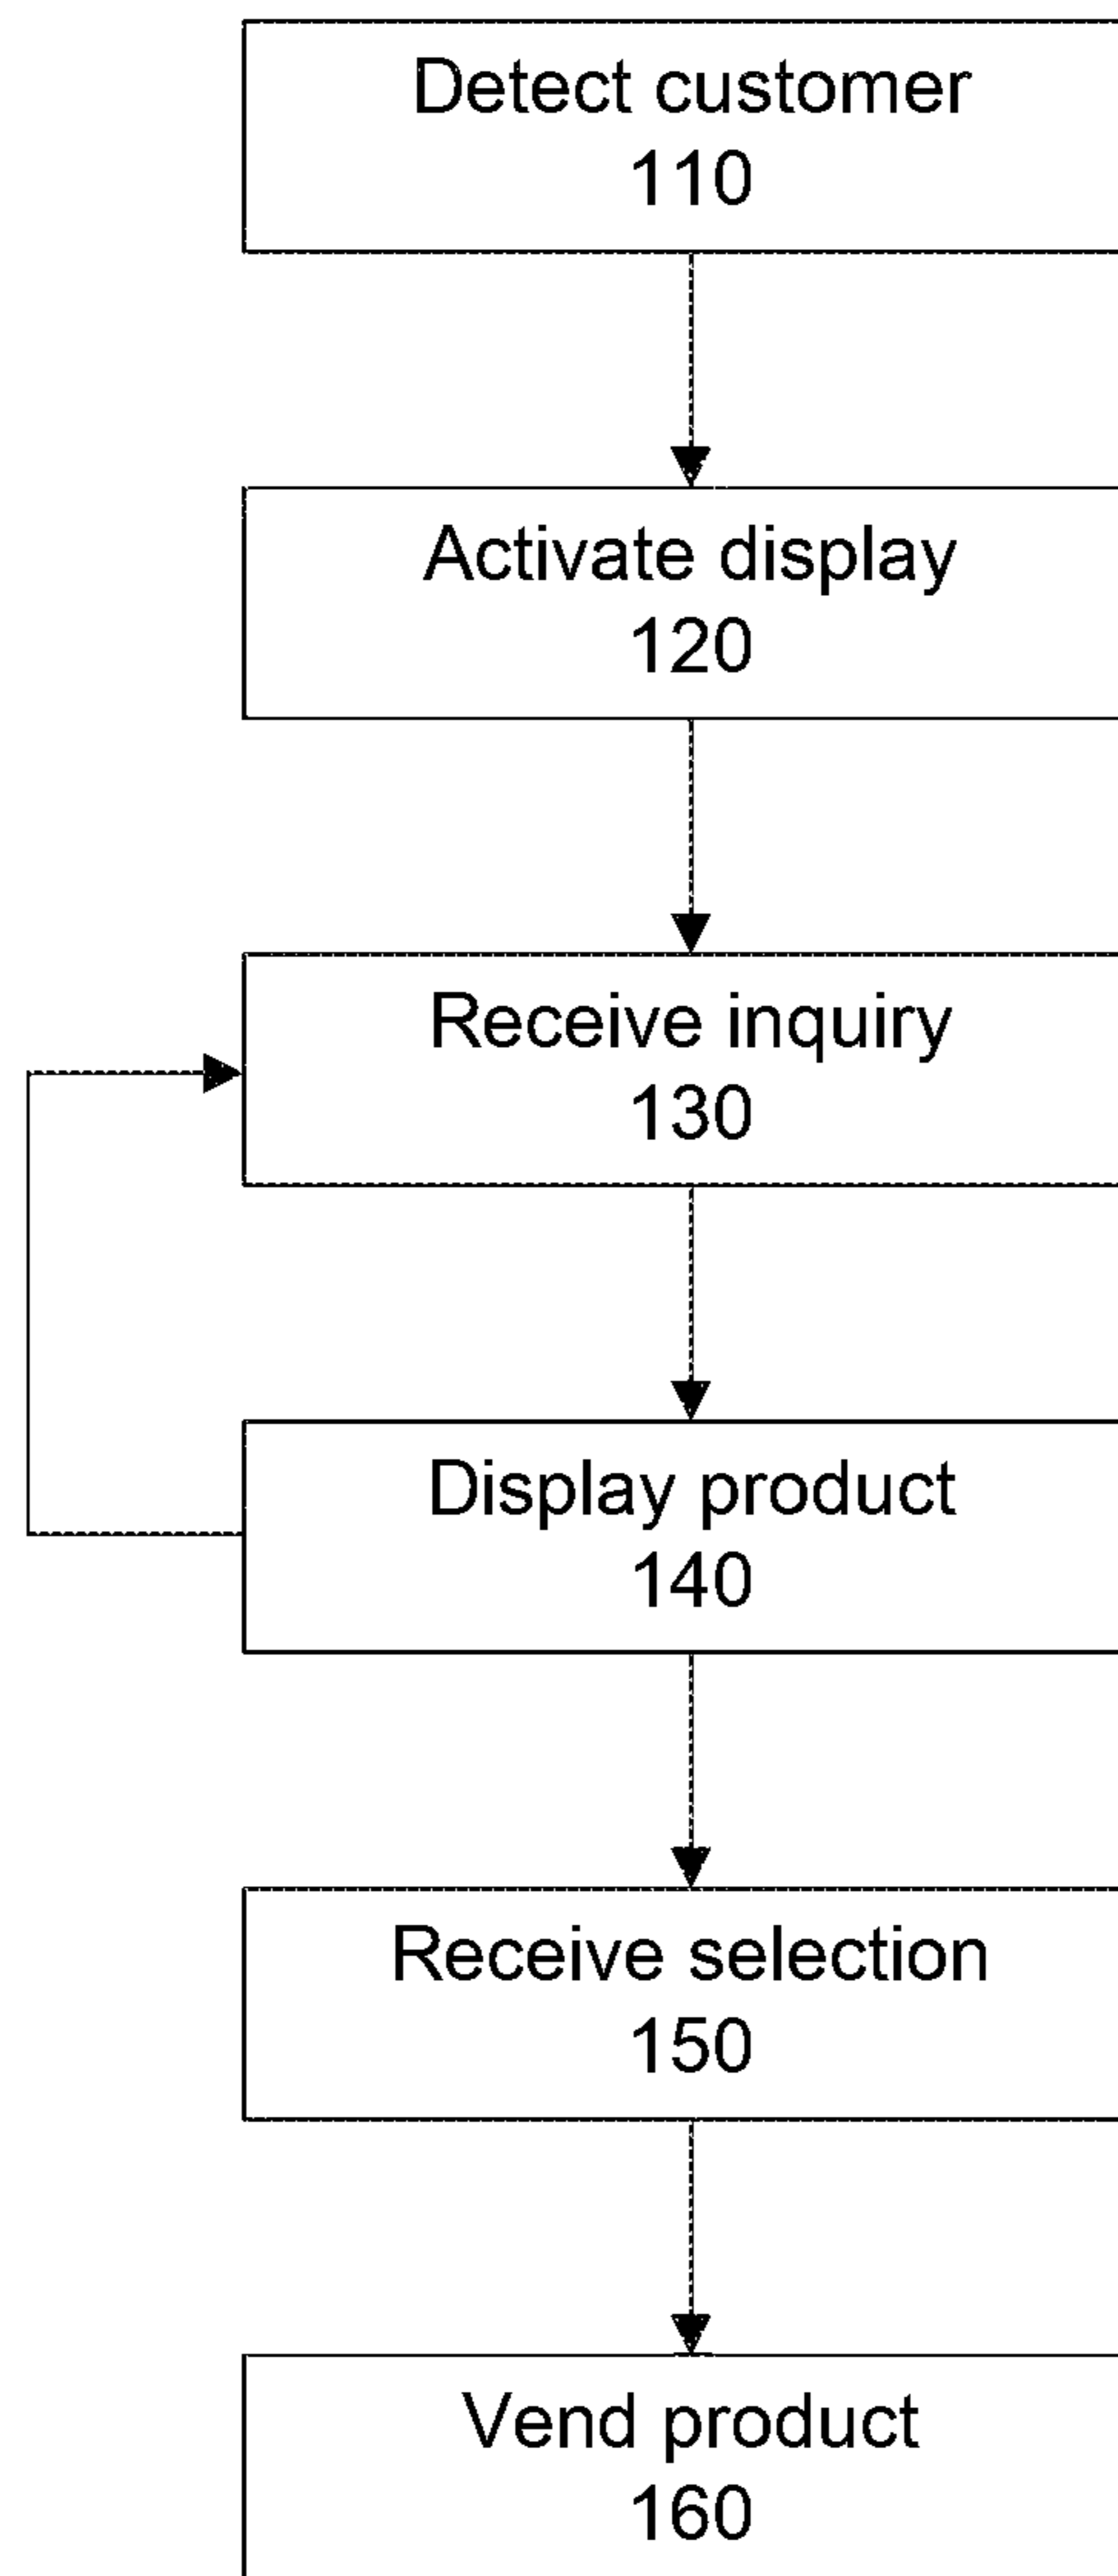 Detect customer
110
Activate display
120
Receive inquiry
130
Display product
140
Receive selection
150
Vend product
160